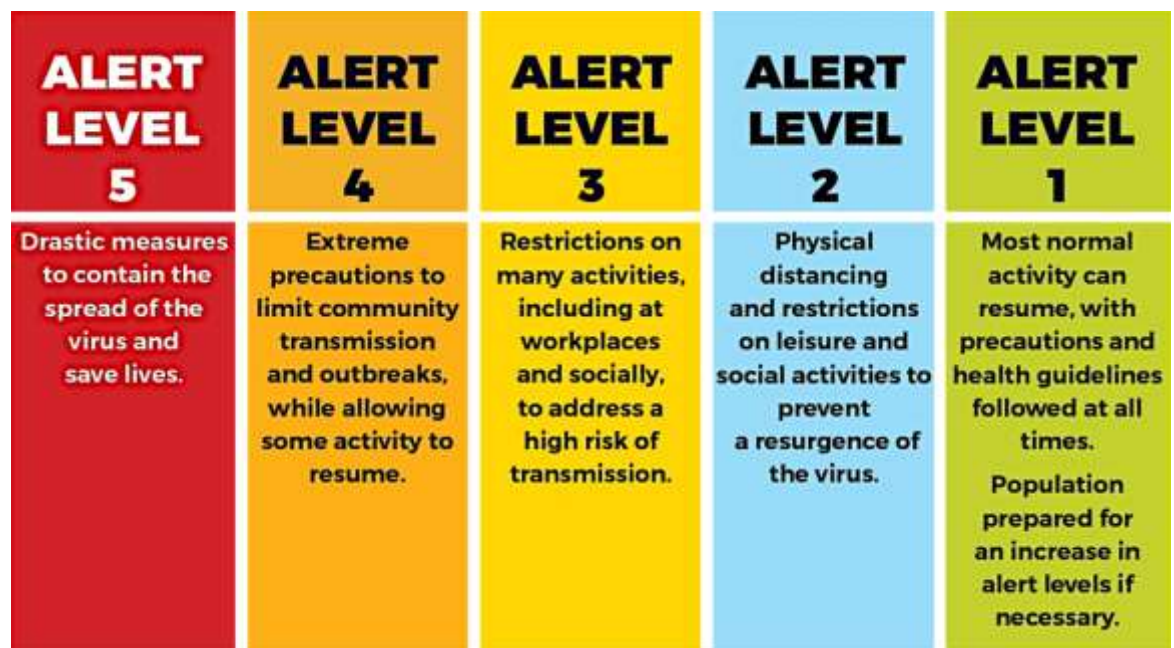 ALERT
LEVEL
5
Drastic measures
to contain the
spread of the
virus and
save lives.
ALERT
LEVEL
4
Extreme
precautions to
limit community
transmission
and outbreaks,
while allowing
some activity to
resume.
ALERT
LEVEL
3
Restrictions on
many activities,
including at
workplaces
and socially,
to address a
high risk of
transmission.
ALERT
LEVEL
2
Physical
distancing
and restrictions
on leisure and
social activities to
prevent
a resurgence of
the virus.
ALERT
LEVEL
1
Most normal
activity can
resume, with
precautions and
health guidelines
followed at all
times.
Population
prepared for
an increase in
alert levels if
necessary.